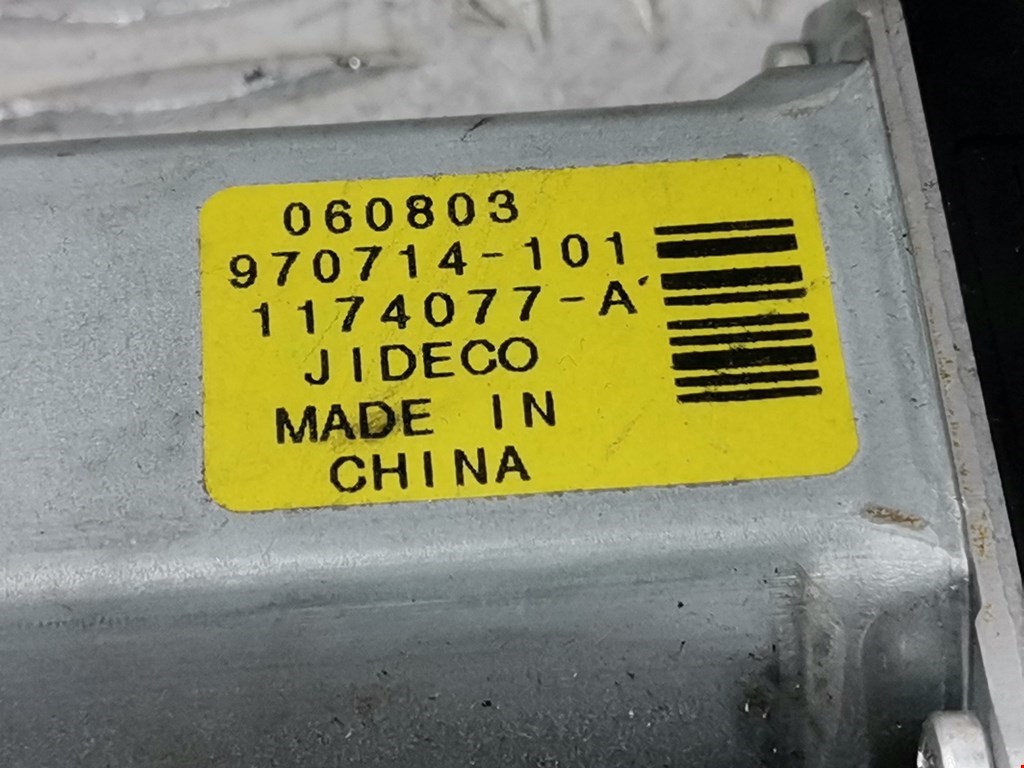 060803
970714-101
1174077-A
JIDECO
MADE IN
CHINA